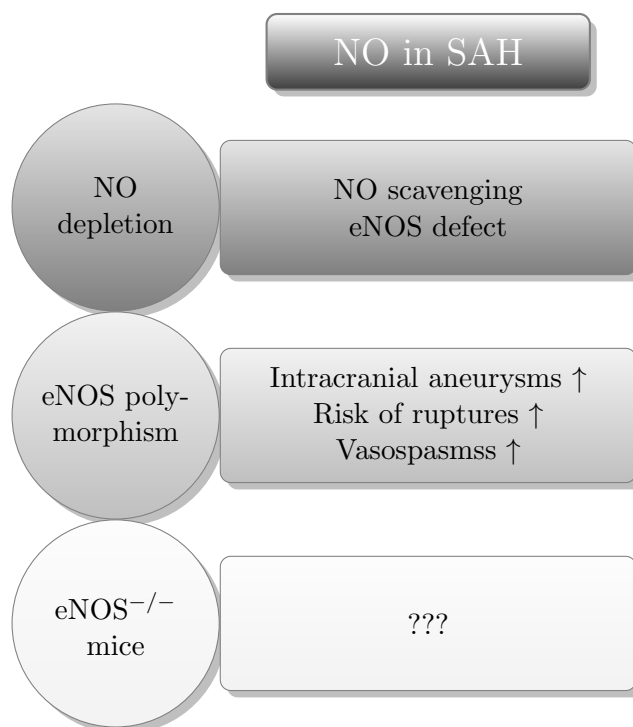 NO in SAH
NO
depletion
NO scavenging
eNOS defect
eNOS poly-
morphism
Intracranial aneurysms ↑
Risk of ruptures ↑
Vasospasmss ↑
eNOS⁻/⁻
mice
???